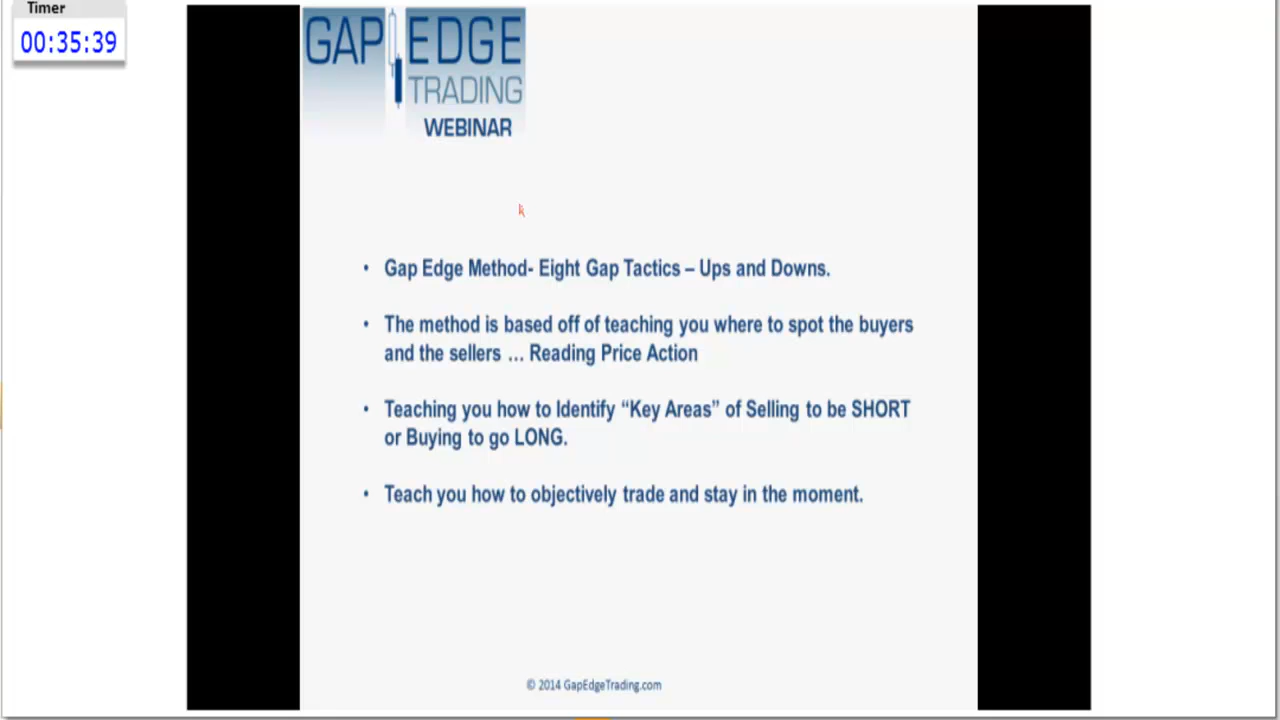 Timer
00:35:39
GAP EDGE
TRADING
WEBINAR
• Gap Edge Method- Eight Gap Tactics – Ups and Downs.
• The method is based off of teaching you where to spot the buyers
and the sellers … Reading Price Action
• Teaching you how to Identify “Key Areas” of Selling to be SHORT
or Buying to go LONG.
• Teach you how to objectively trade and stay in the moment.
© 2014 GapEdgeTrading.com